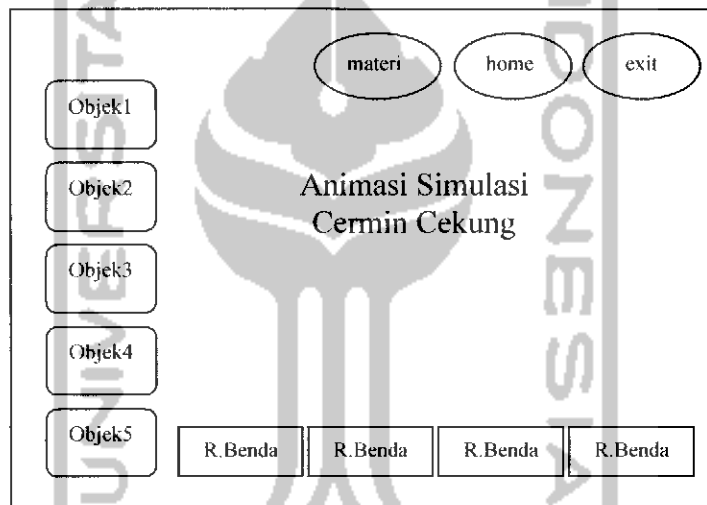 materi home exit
Objek1
Objek2
Animasi Simulasi
Cermin Cekung
Objek3
Objek4
Objek5
R.Benda R.Benda R.Benda R.Benda